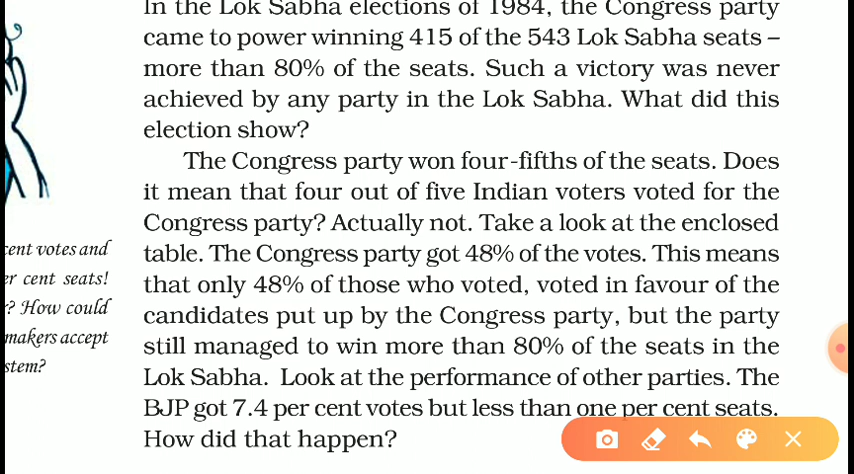 In the Lok Sabha elections of 1984, the Congress party
came to power winning 415 of the 543 Lok Sabha seats –
more than 80% of the seats. Such a victory was never
achieved by any party in the Lok Sabha. What did this
election show?
The Congress party won four-fifths of the seats. Does
it mean that four out of five Indian voters voted for the
Congress party? Actually not. Take a look at the enclosed
table. The Congress party got 48% of the votes. This means
that only 48% of those who voted, voted in favour of the
candidates put up by the Congress party, but the party
still managed to win more than 80% of the seats in the
Lok Sabha. Look at the performance of other parties. The
BJP got 7.4 per cent votes but less than one per cent seats.
How did that happen?
votes and
cent seats!
? How could
makers accept